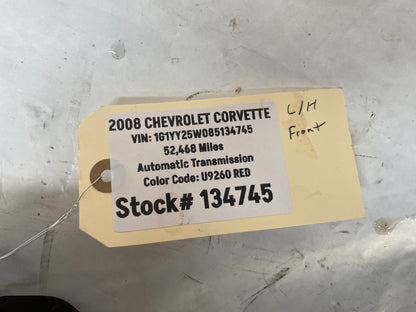 2008 CHEVROLET CORVETTE
VIN: 1G1YY25W085134745
52,468 Miles
Automatic Transmission
Color Code: U9260 RED
Stock# 134745
L/H
Front